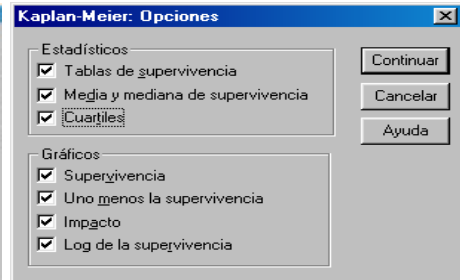 Kaplan-Meier: Opciones
Estadísticos
Tablas de supervivencia
Media y mediana de supervivencia
Cuartiles
Gráficos
Supervivencia
Uno menos la supervivencia
Impacto
Log de la supervivencia
Continuar
Cancelar
Ayuda